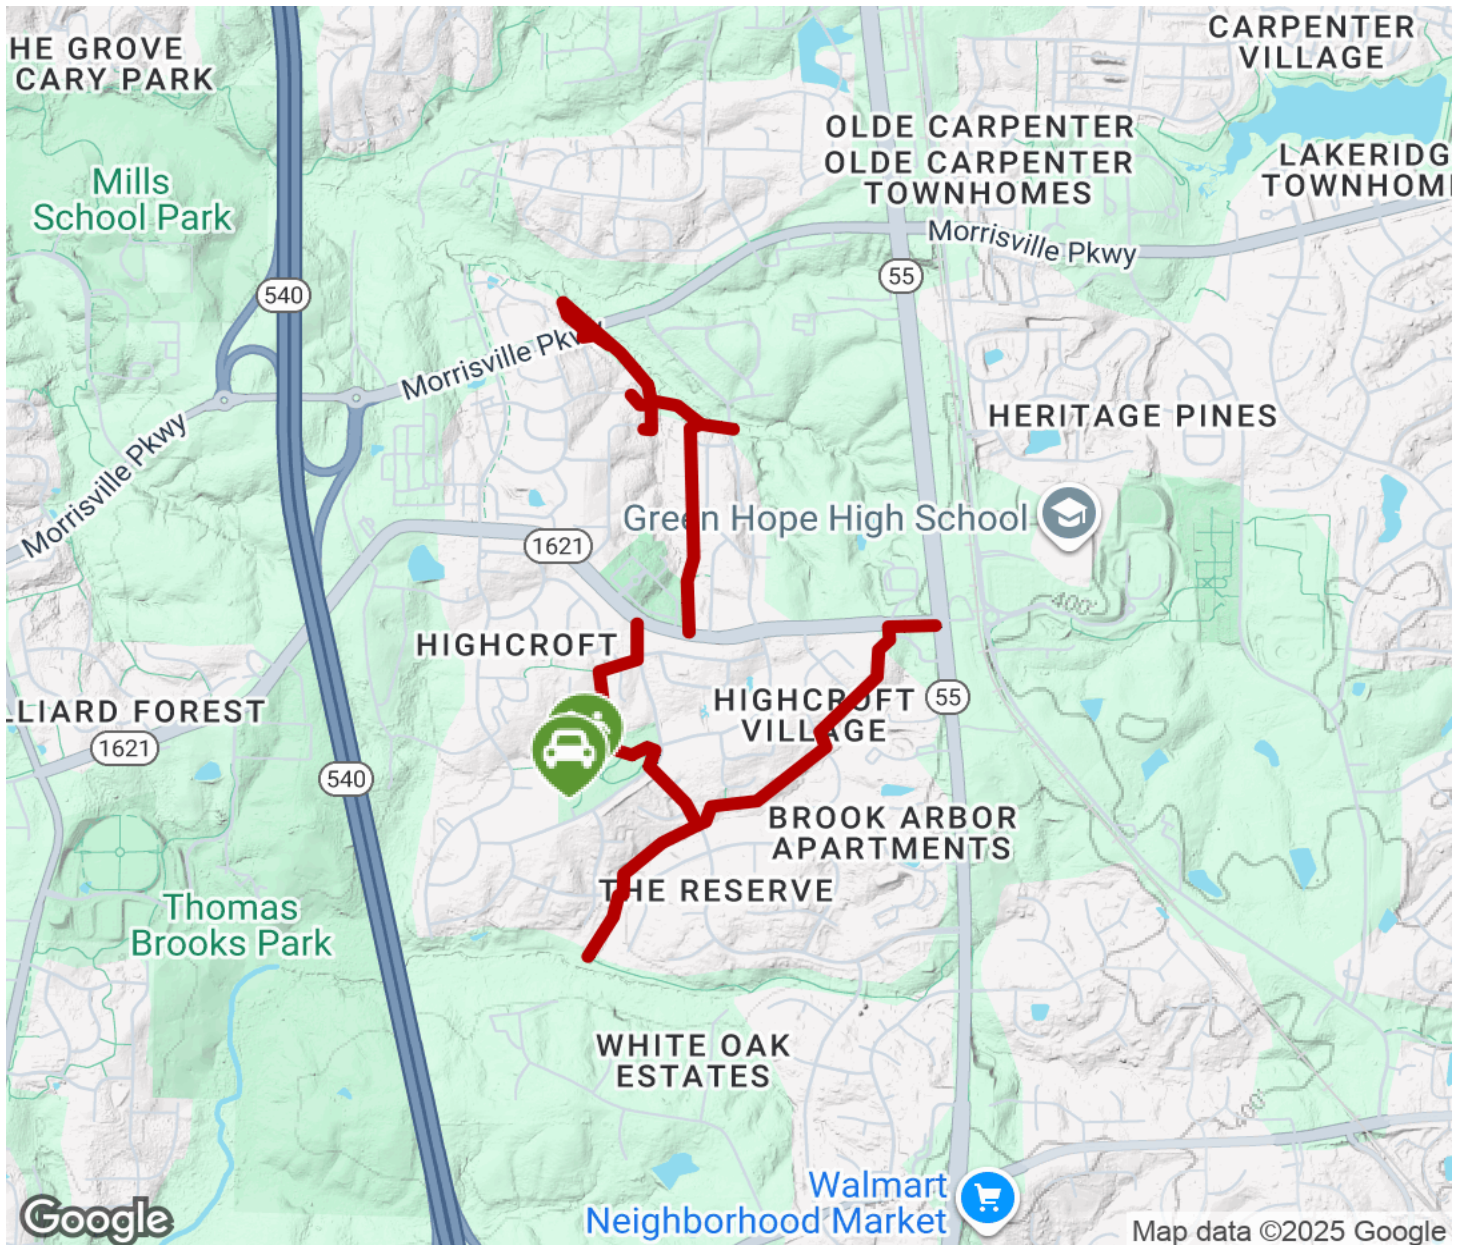 HE GROVE
CARY PARK
CARPENTER
VILLAGE
OLDE CARPENTER
OLDE CARPENTER
TOWNHOMES
LAKERIDG
TOWNHOM
Mills
School Park
Morrisville Pkwy
540
55
Morrisville Pkwy
HERITAGE PINES
Morrisville Pkwy
Green Hope High School
1621
400'
HIGHCROFT
HIGHCROFT
VILLAGE
55
LLIARD FOREST
1621
540
BROOK ARBOR
APARTMENTS
THE RESERVE
Thomas
Brooks Park
WHITE OAK
ESTATES
400'
Walmart
Neighborhood Market
Google
Map data ©2025 Google